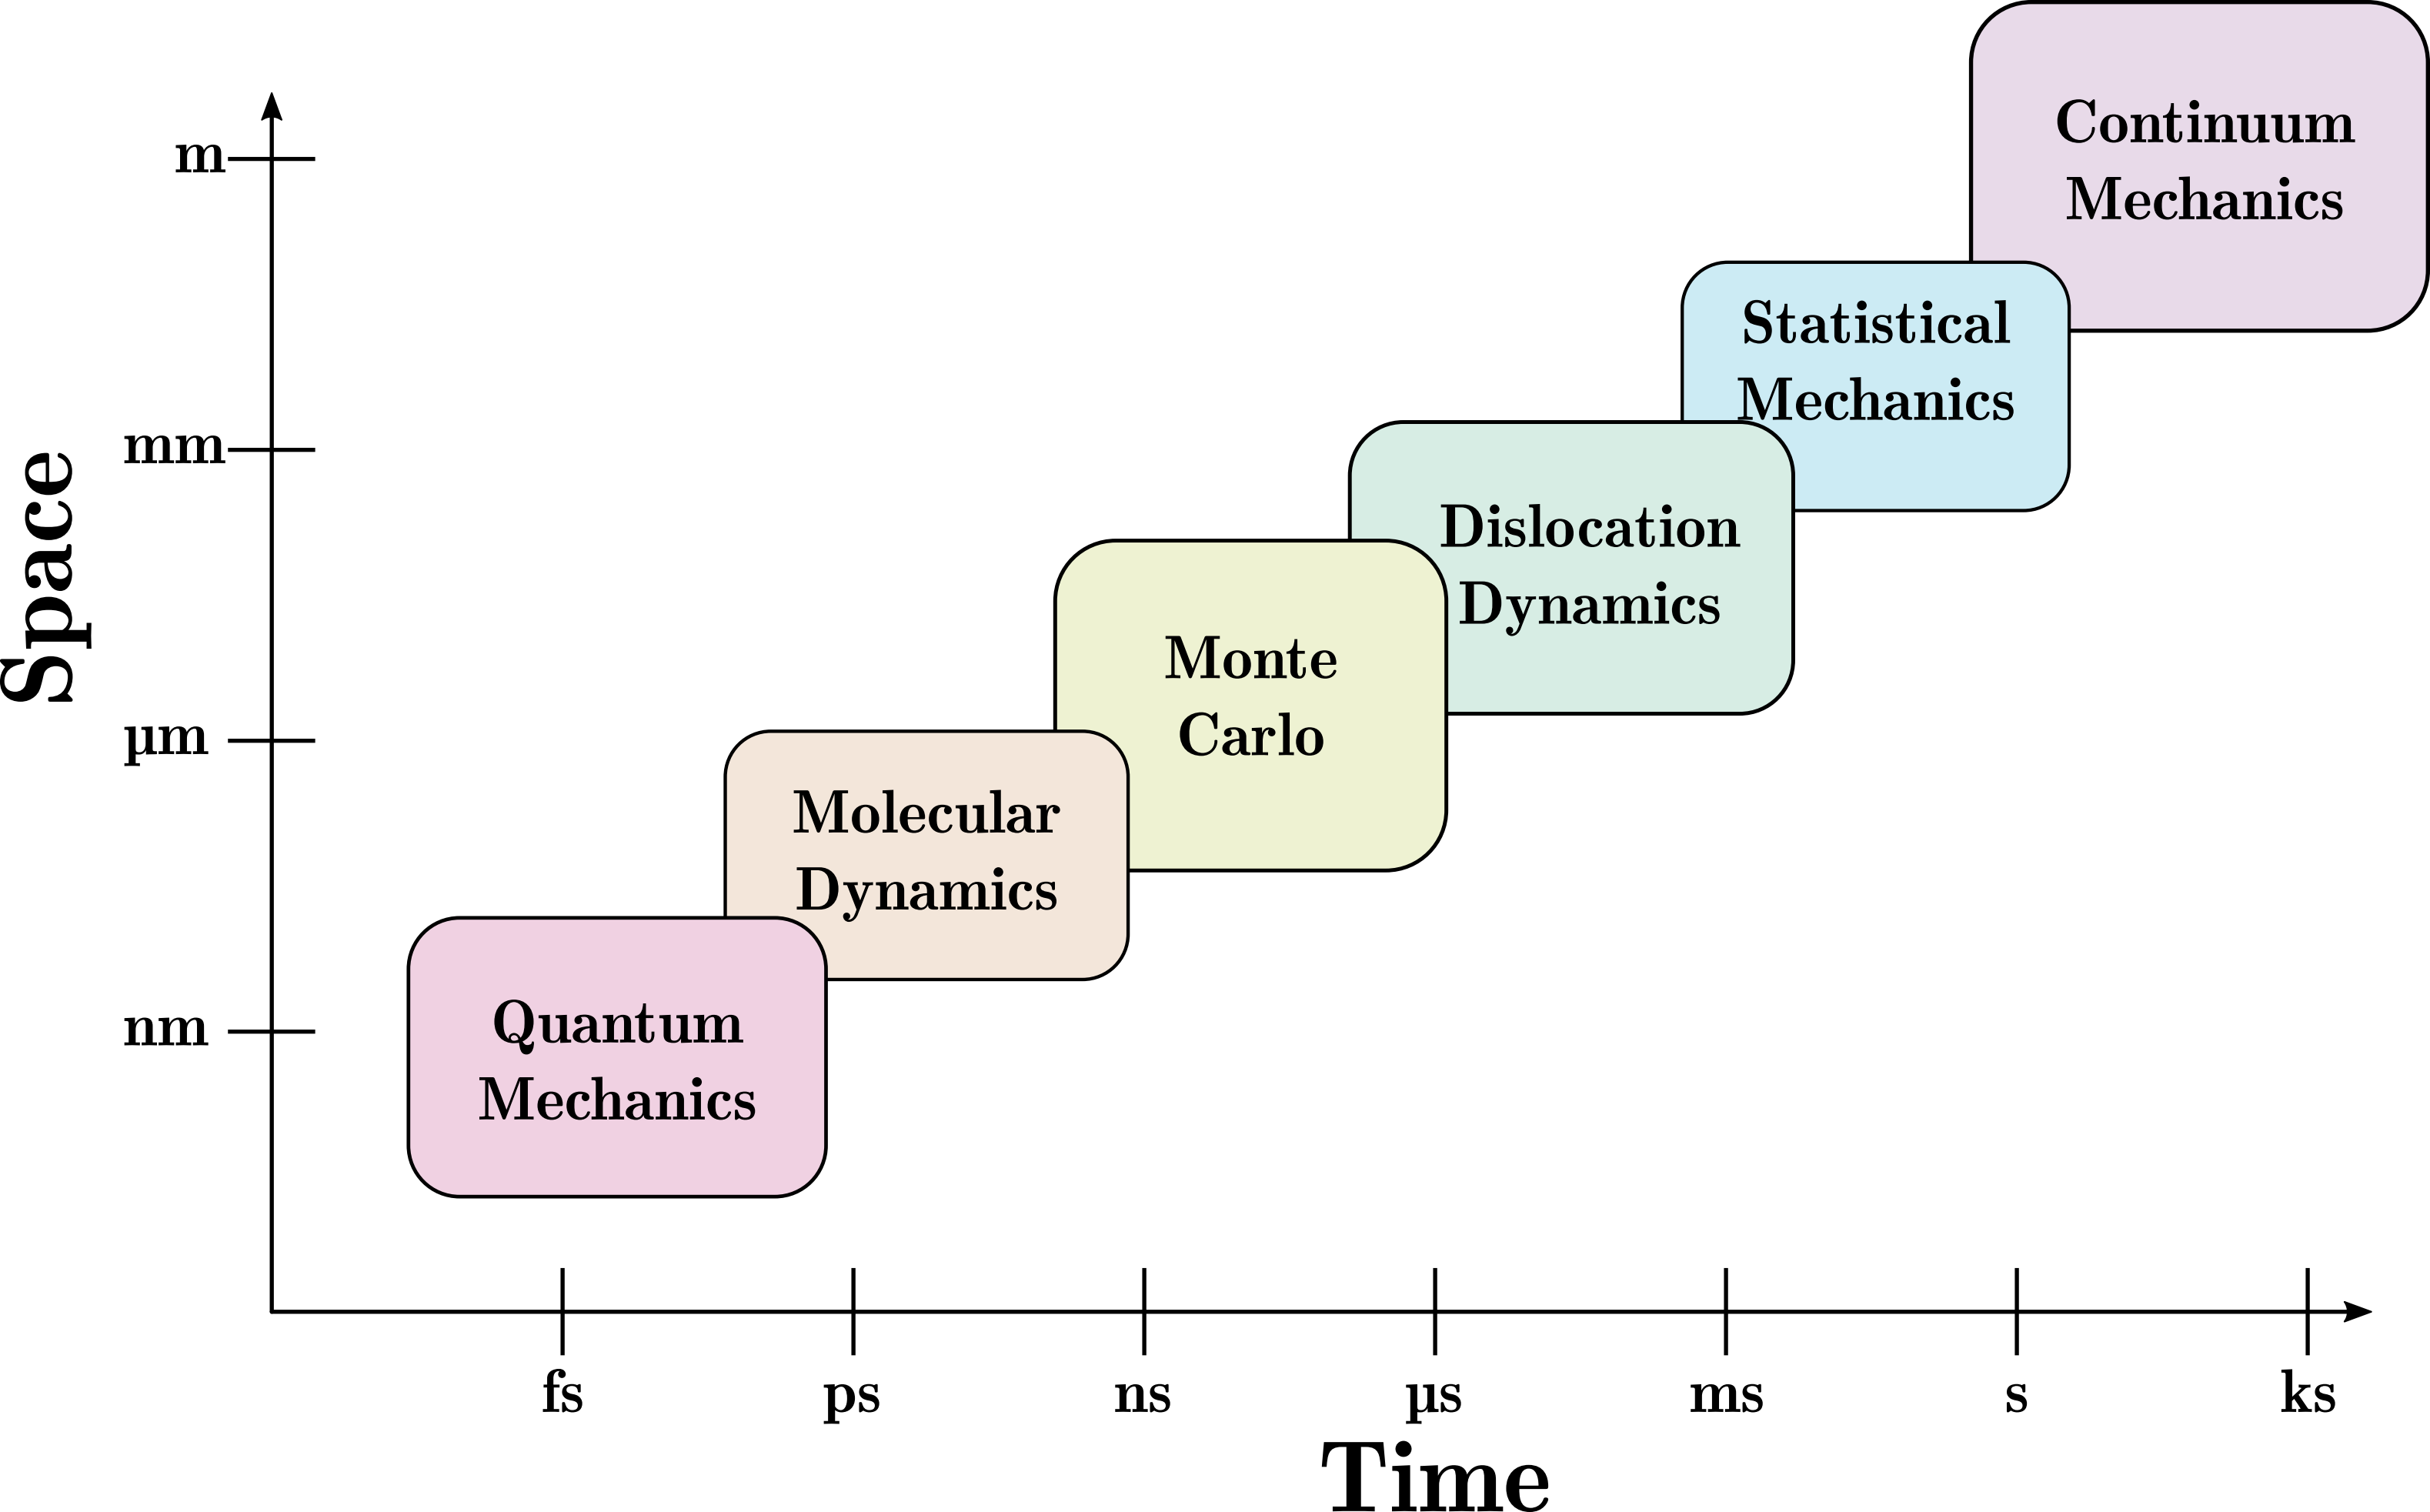 Continuum
Mechanics
Statistical
Mechanics
Dislocation
Dynamics
Monte
Carlo
Molecular
Dynamics
Quantum
Mechanics
Space
m
mm
µm
nm
fs
ps
ns
µs
ms
s
ks
Time